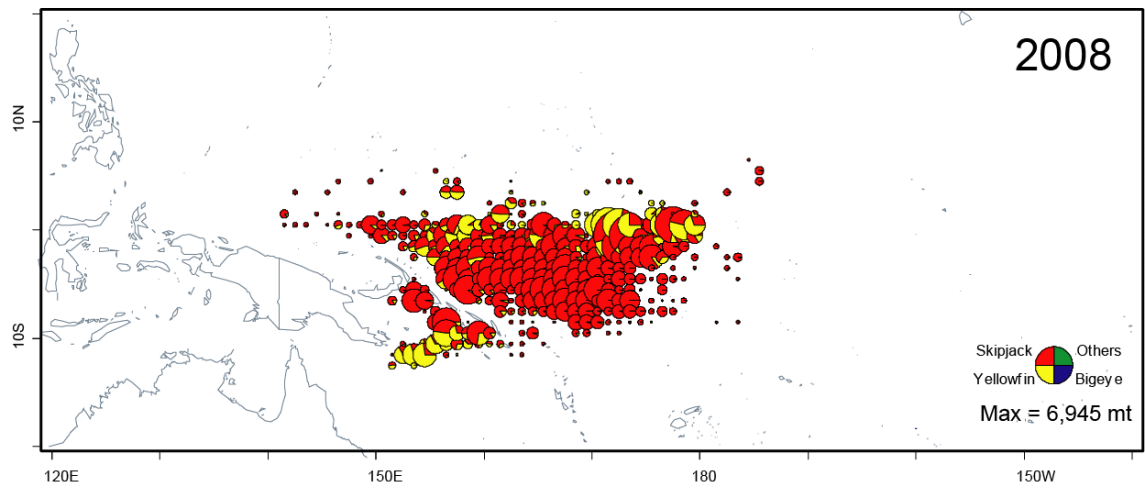 2008
10N
10S
Skipjack Others
Yellowfin Bigeye
Max = 6,945 mt
120E 150E 180 150W